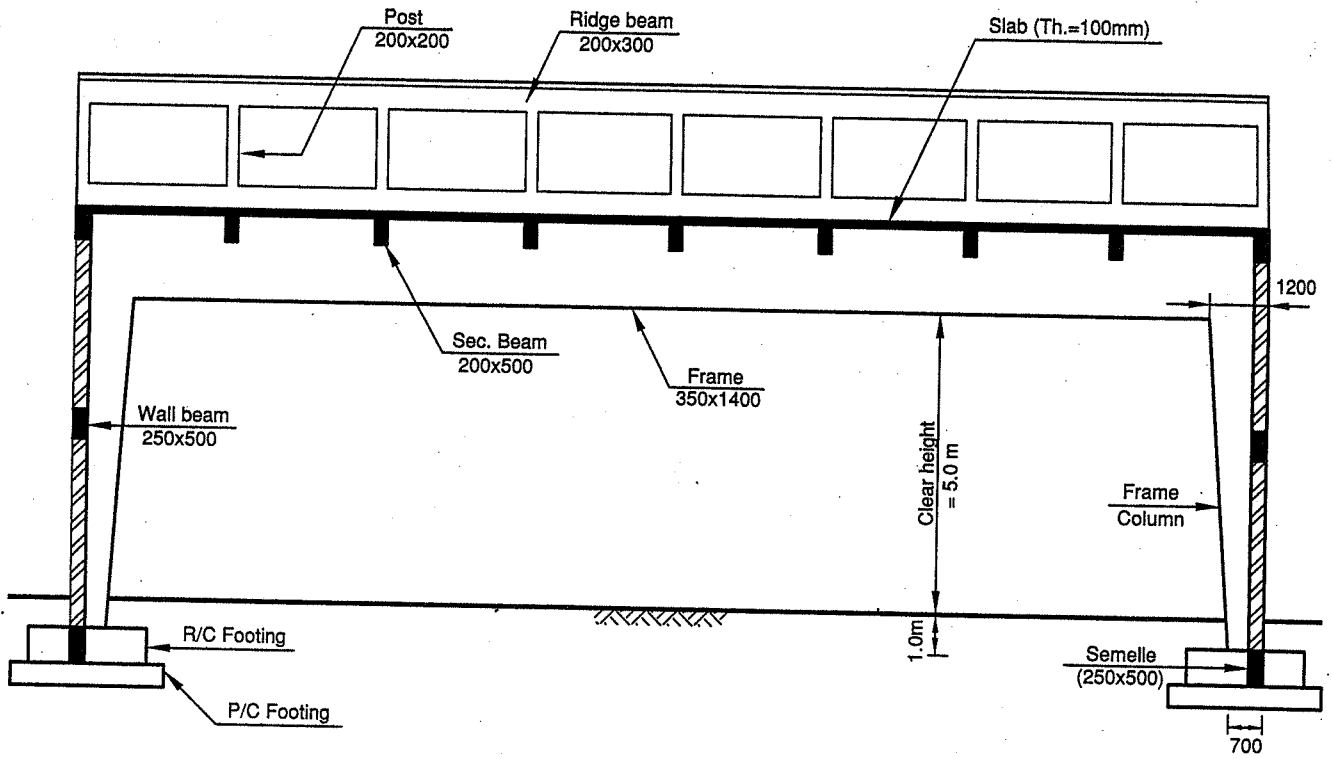 Post
200x200
Ridge beam
200x300
Slab (Th.=100mm)
1200
Sec. Beam
200x500
Frame
350x1400
Wall beam
250x500
Clear height
= 5.0 m
Frame
Column
R/C Footing
1.0m
Semelle
(250x500)
P/C Footing
700